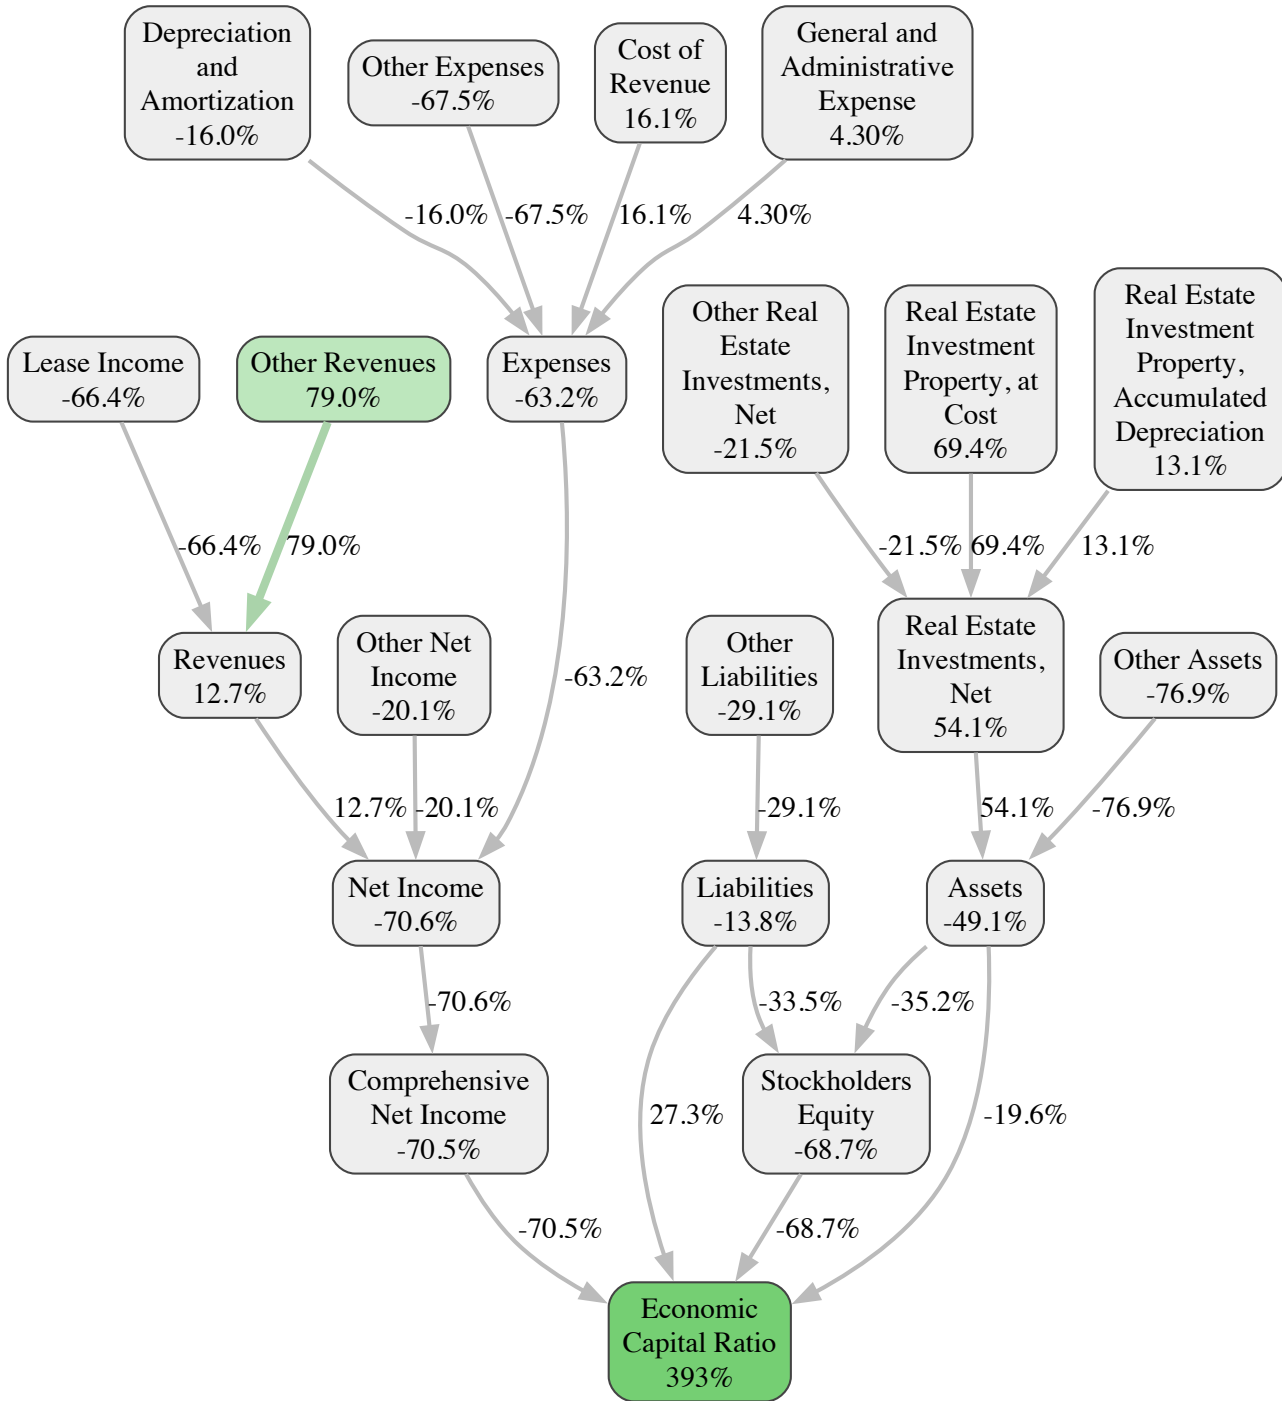 Depreciation
and
Amortization
-16.0%
Other Expenses
-67.5%
Cost of
Revenue
16.1%
General and
Administrative
Expense
4.30%
-16.0%
-67.5%
16.1%
4.30%
Lease Income
-66.4%
Other Revenues
79.0%
Expenses
-63.2%
Other Real
Estate
Investments,
Net
-21.5%
Real Estate
Investment
Property, at
Cost
69.4%
Real Estate
Investment
Property,
Accumulated
Depreciation
13.1%
-66.4%
79.0%
-21.5%
69.4%
13.1%
Revenues
12.7%
Other Net
Income
-20.1%
-63.2%
Other
Liabilities
-29.1%
Real Estate
Investments,
Net
54.1%
Other Assets
-76.9%
12.7%
-20.1%
-29.1%
54.1%
-76.9%
Net Income
-70.6%
Liabilities
-13.8%
Assets
-49.1%
-70.6%
-33.5%
-35.2%
Comprehensive
Net Income
-70.5%
27.3%
Stockholders
Equity
-68.7%
-19.6%
-70.5%
-68.7%
Economic
Capital Ratio
393%